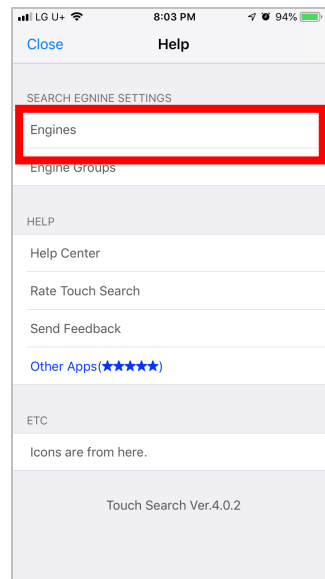 LG U+ 8:03 PM 94%
Close Help
SEARCH EGNINE SETTINGS
Engines
Engine Groups
HELP
Help Center
Rate Touch Search
Send Feedback
Other Apps(★★★★★)
ETC
Icons are from here.
Touch Search Ver.4.0.2